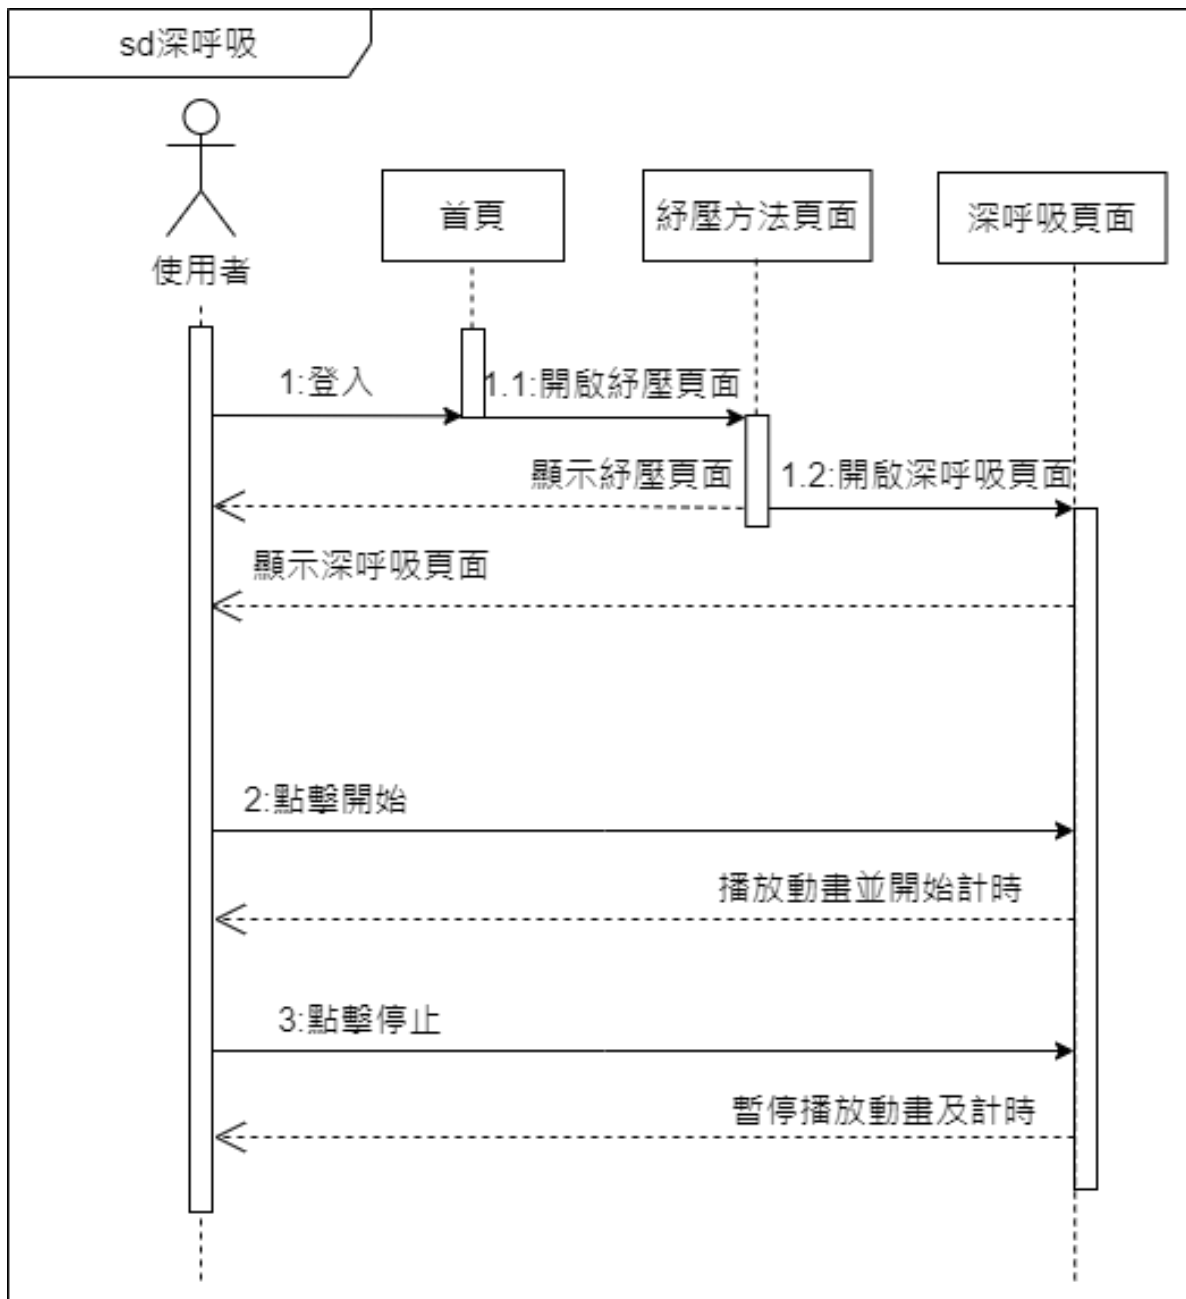 sd深呼吸
首頁
紓壓方法頁面
深呼吸頁面
使用者
1:登入
1.1:開啟紓壓頁面
顯示紓壓頁面
1.2:開啟深呼吸頁面
顯示深呼吸頁面
2:點擊開始
播放動畫並開始計時
3:點擊停止
暫停播放動畫及計時